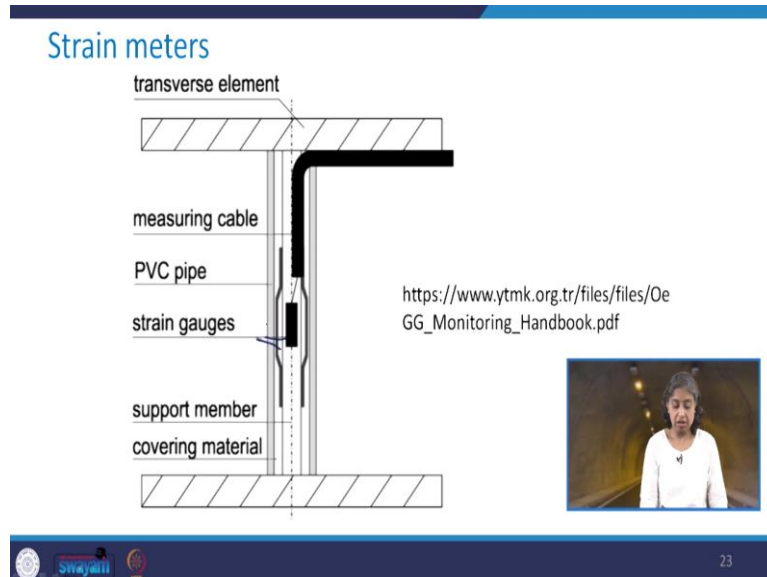 Strain meters
transverse element
measuring cable
PVC pipe
strain gauges
support member
covering material
https://www.ytmk.org.tr/files/files/Oe
GG_Monitoring_Handbook.pdf
swayam
23